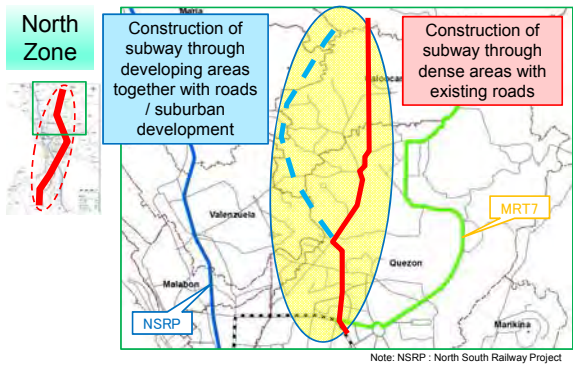 North
Zone
Construction of
subway through
developing areas
together with roads
/ suburban
development
Construction of
subway through
dense areas with
existing roads
Valenzuela
MRT7
Quezon
Malabon
NSRP
Marikina
Note: NSRP : North South Railway Project